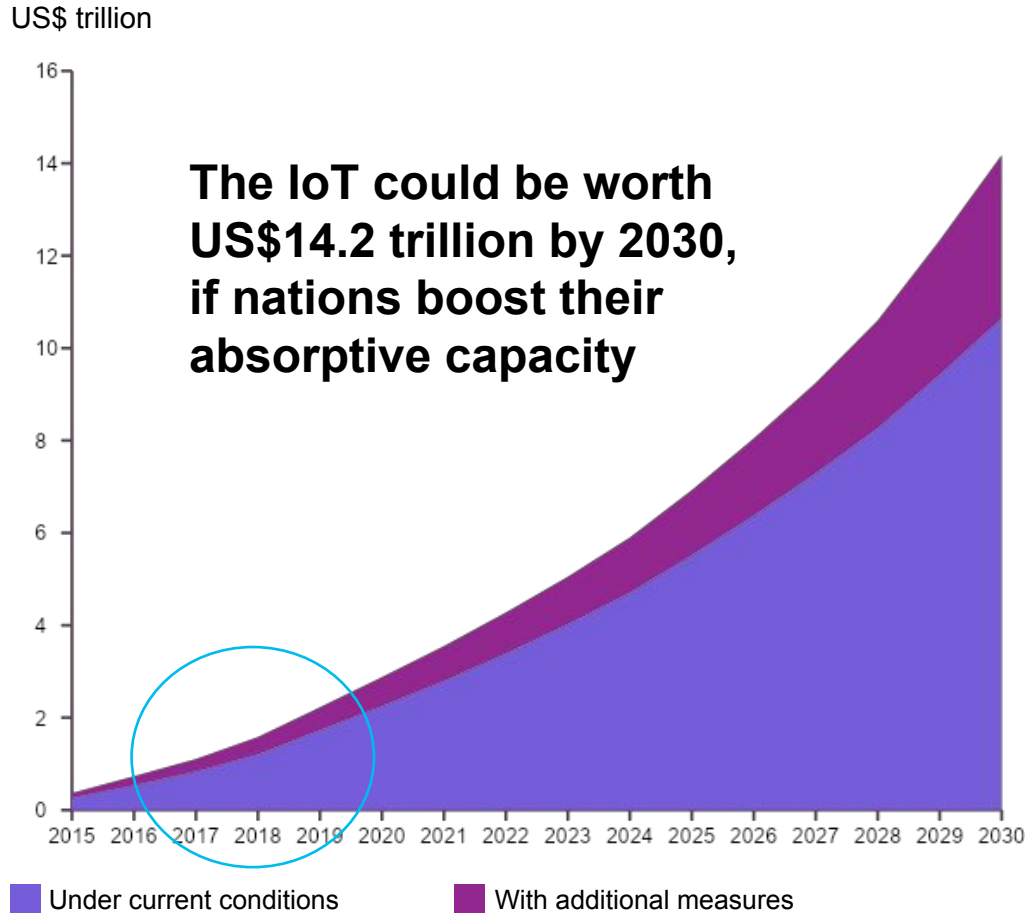 US$ trillion
16
The IoT could be worth
US$14.2 trillion by 2030,
if nations boost their
absorptive capacity
14
12
10
8
6
4
2
0
2015 2016 2017 2018 2019 2020 2021 2022 2023 2024 2025 2026 2027 2028 2029 2030
Under current conditions With additional measures